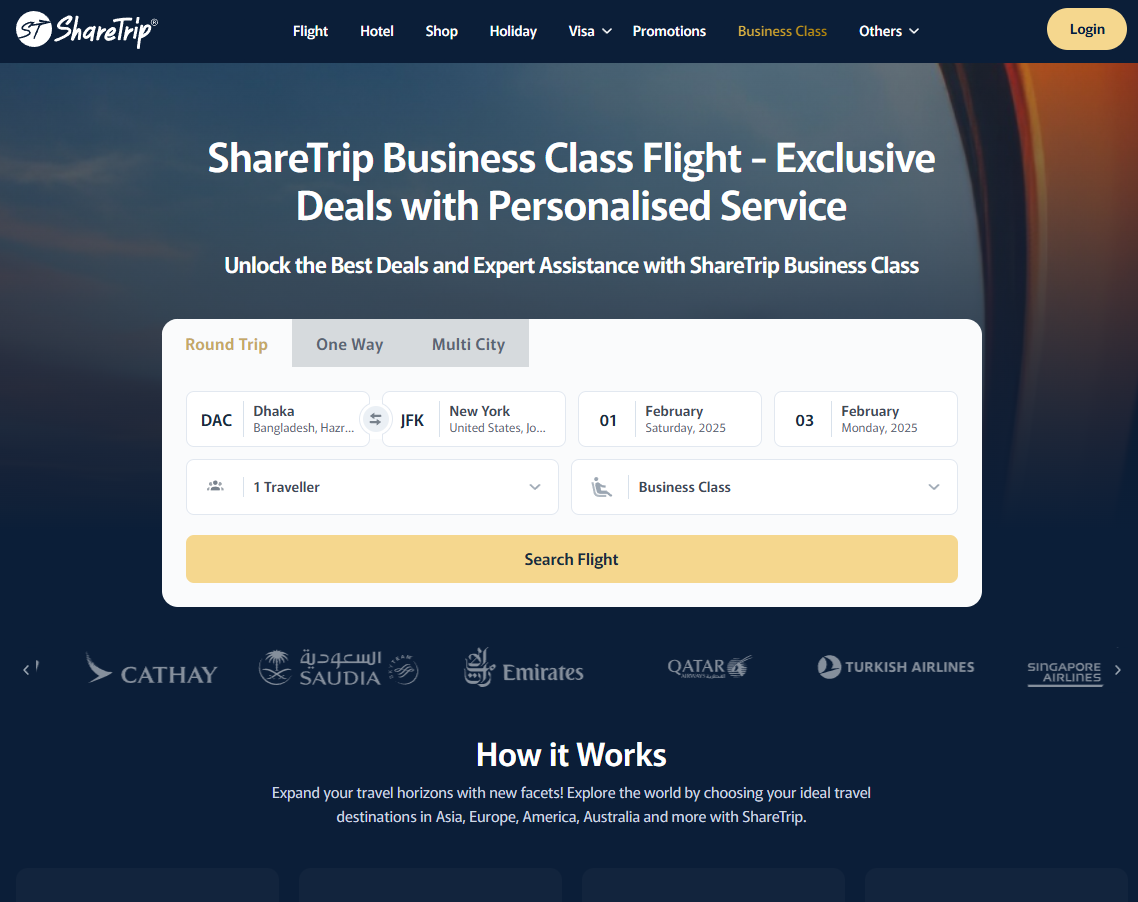 ST ShareTrip®
Flight
Hotel
Shop
Holiday
Visa
Promotions
Business Class
Others
Login
ShareTrip Business Class Flight - Exclusive
Deals with Personalised Service
Unlock the Best Deals and Expert Assistance with ShareTrip Business Class
Round Trip
One Way
Multi City
DAC
Dhaka
Bangladesh, Hazr...
JFK
New York
United States, Jo...
01
February
Saturday, 2025
03
February
Monday, 2025
1 Traveller
Business Class
Search Flight
CATHAY
السعودية
SAUDIA
Emirates
QATAR
AIRWAYS القطرية
TURKISH AIRLINES
SINGAPORE
AIRLINES
How it Works
Expand your travel horizons with new facets! Explore the world by choosing your ideal travel
destinations in Asia, Europe, America, Australia and more with ShareTrip.